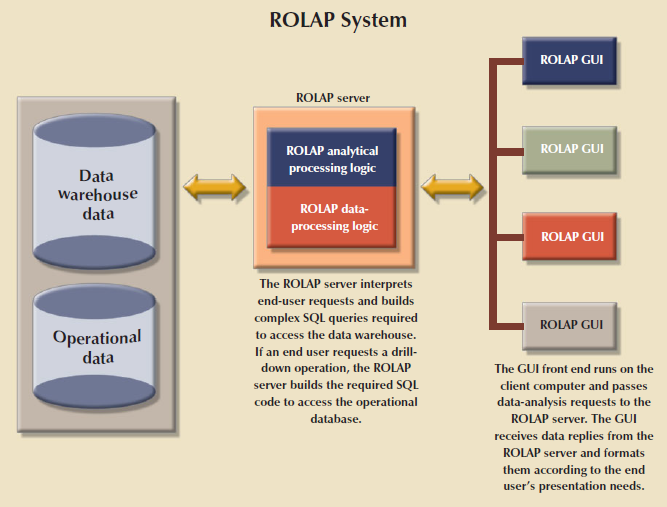 ROLAP System
Data
warehouse
data
Operational
data
ROLAP server
ROLAP analytical
processing logic
ROLAP data-
processing logic
The ROLAP server interprets
end-user requests and builds
complex SQL queries required
to access the data warehouse.
If an end user requests a drill-
down operation, the ROLAP
server builds the required SQL
code to access the operational
database.
ROLAP GUI
ROLAP GUI
ROLAP GUI
ROLAP GUI
The GUI front end runs on the
client computer and passes
data-analysis requests to the
ROLAP server. The GUI
receives data replies from the
ROLAP server and formats
them according to the end
user's presentation needs.